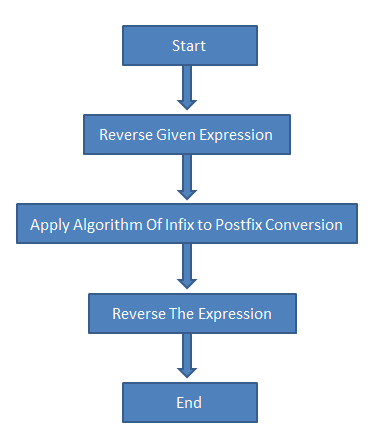 Start
Reverse Given Expression
Apply Algorithm Of Infix to Postfix Conversion
Reverse The Expression
End